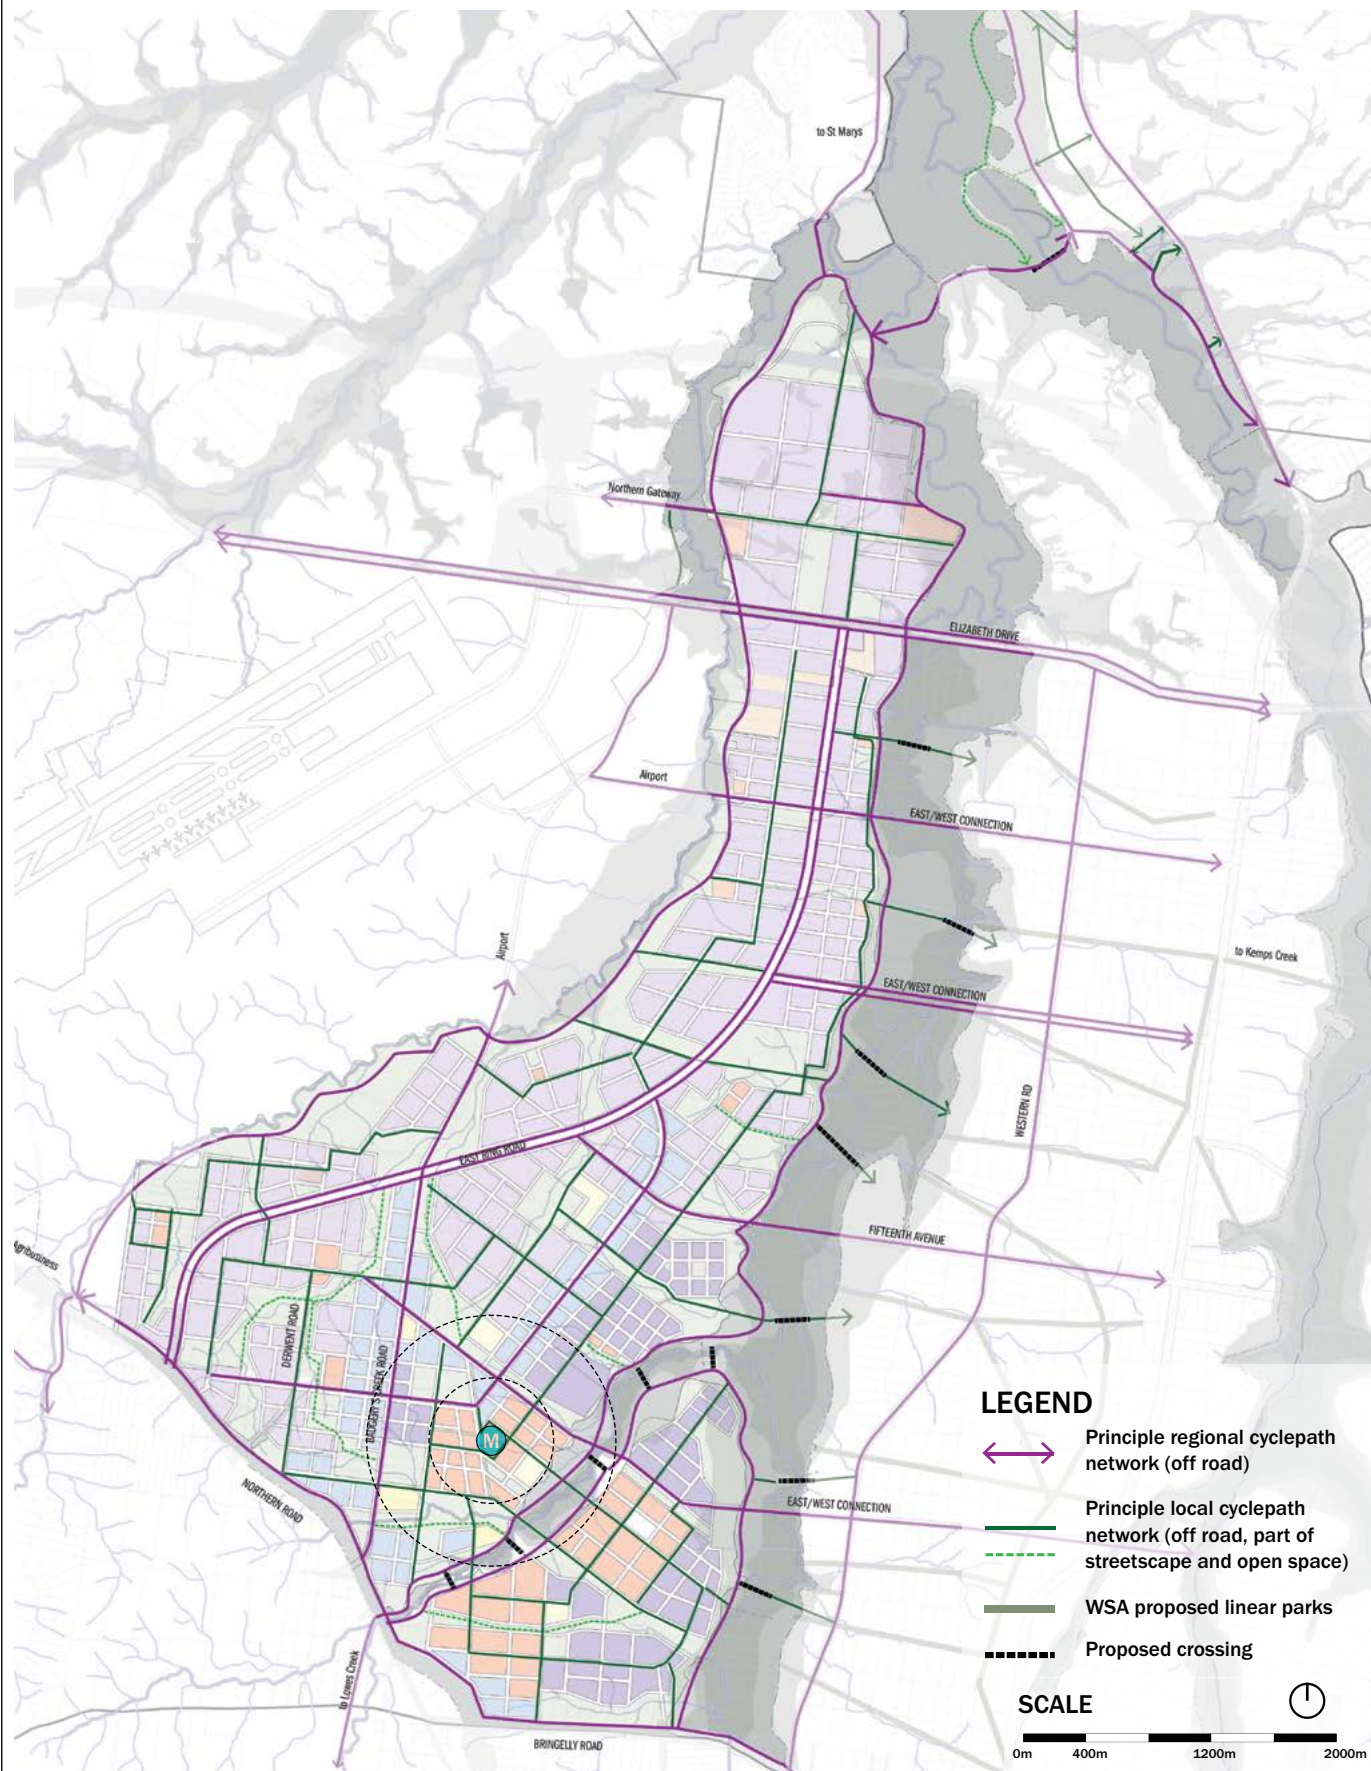 to St Marys
Northern Gateway
ELIZABETH DRIVE
Airport
EAST/WEST CONNECTION
Airport
to Kemps Creek
EAST/WEST CONNECTION
WESTERN RD
EAST RING ROAD
FIFTEENTH AVENUE
Agribusiness
DERWENT ROAD
BADGERY'S CREEK ROAD
M
NORTHERN ROAD
EAST/WEST CONNECTION
to Lowes Creek
BRINGELLY ROAD
LEGEND
Principle regional cyclepath
network (off road)
Principle local cyclepath
network (off road, part of
streetscape and open space)
WSA proposed linear parks
Proposed crossing
SCALE
0m 400m 1200m 2000m